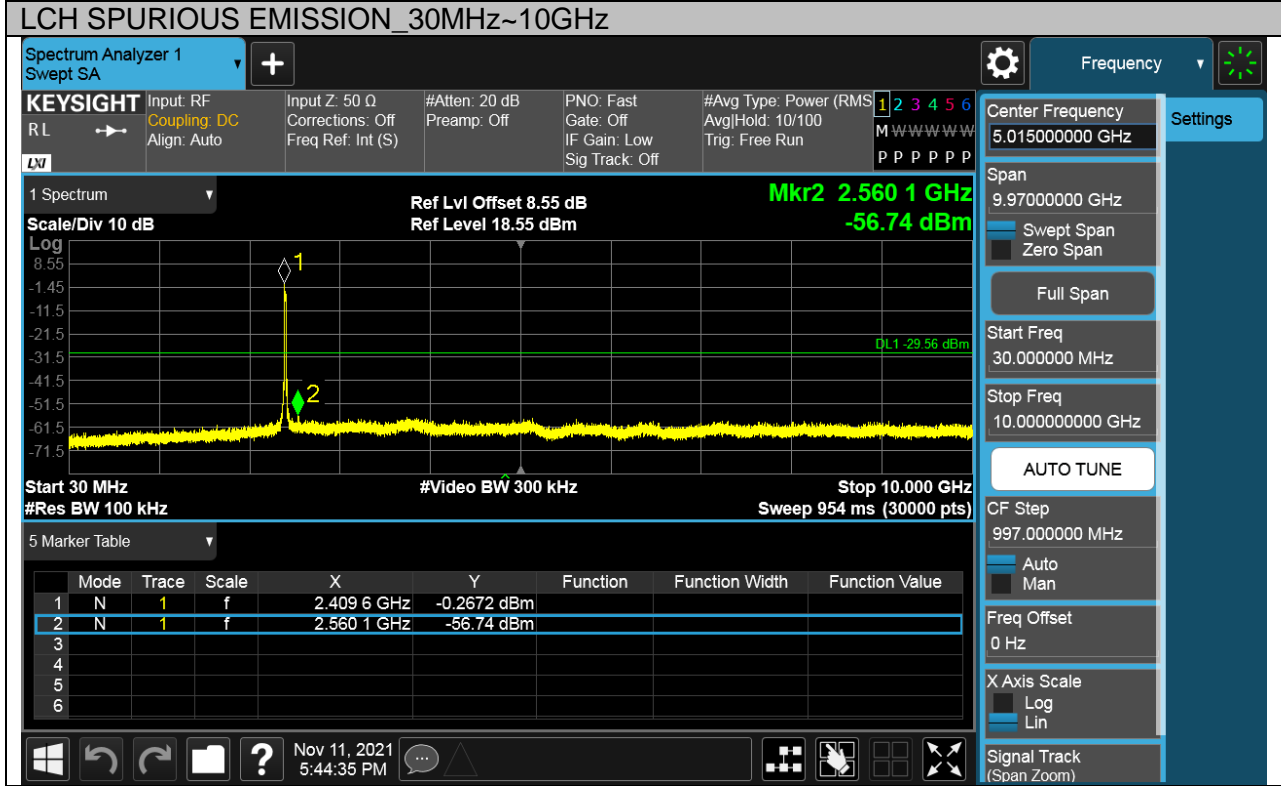 LCH SPURIOUS EMISSION_30MHz~10GHz
Spectrum Analyzer 1
Swept SA
+
Frequency
KEYSIGHT
RL
LXI
Input: RF
Coupling: DC
Align: Auto
Input Z: 50 Ω
Corrections: Off
Freq Ref: Int (S)
#Atten: 20 dB
Preamp: Off
PNO: Fast
Gate: Off
IF Gain: Low
Sig Track: Off
#Avg Type: Power (RMS
Avg|Hold: 10/100
Trig: Free Run
1 2 3 4 5 6
M W W W W W
P P P P P P
Center Frequency
5.015000000 GHz
Settings
Span
9.97000000 GHz
Swept Span
Zero Span
Full Span
Start Freq
30.000000 MHz
Stop Freq
10.000000000 GHz
AUTO TUNE
CF Step
997.000000 MHz
Auto
Man
Freq Offset
0 Hz
X Axis Scale
Log
Lin
Signal Track
(Span Zoom)
1 Spectrum
Scale/Div 10 dB
Ref Lvl Offset 8.55 dB
Ref Level 18.55 dBm
Mkr2 2.560 1 GHz
-56.74 dBm
Log
8.55
-1.45
-11.5
-21.5
-31.5
-41.5
-51.5
-61.5
-71.5
1
2
DL1 -29.56 dBm
Start 30 MHz
#Video BW 300 kHz
Stop 10.000 GHz
#Res BW 100 kHz
Sweep 954 ms (30000 pts)
5 Marker Table
Mode Trace Scale X Y Function Function Width Function Value
1 N 1 f 2.409 6 GHz -0.2672 dBm
2 N 1 f 2.560 1 GHz -56.74 dBm
3
4
5
6
?
Nov 11, 2021
5:44:35 PM